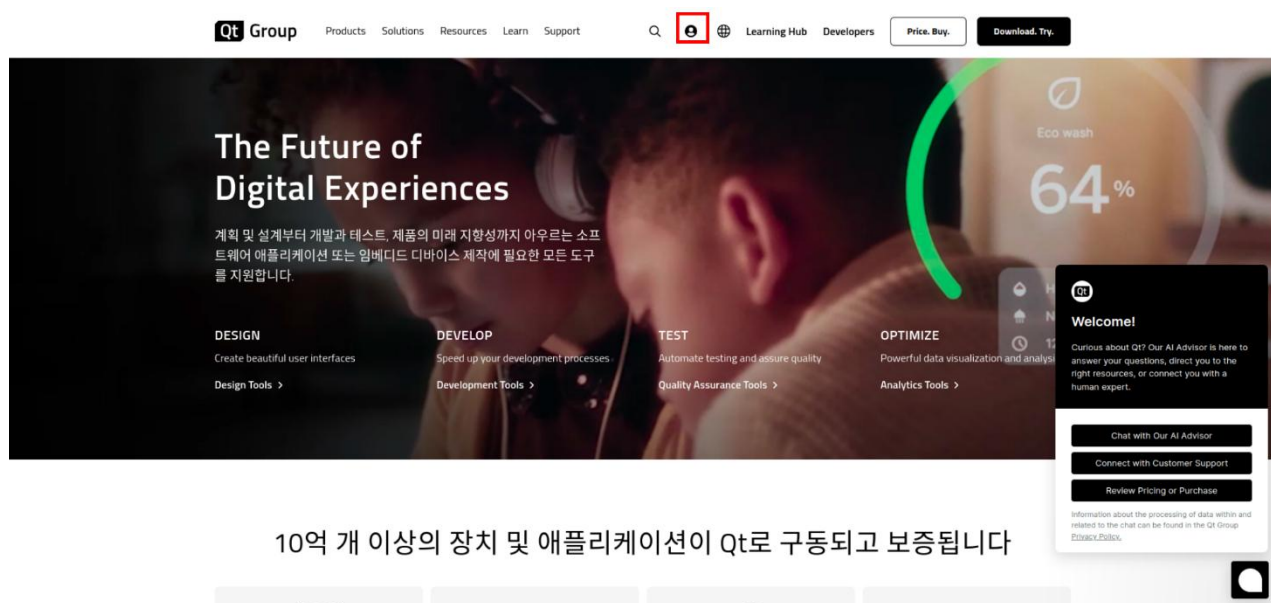 Qt Group
Products Solutions Resources Learn Support
Learning Hub Developers Price. Buy. Download. Try.
The Future of
Digital Experiences
계획 및 설계부터 개발과 테스트, 제품의 미래 지향성까지 아우르는 소프
트웨어 애플리케이션 또는 임베디드 디바이스 제작에 필요한 모든 도구
를 지원합니다.
DESIGN
Create beautiful user interfaces
Design Tools >
DEVELOP
Speed up your development processes
Development Tools >
TEST
Automate testing and assure quality
Quality Assurance Tools >
OPTIMIZE
Powerful data visualization and analysi
Analytics Tools >
Eco wash
64%
Qt
Welcome!
Curious about Qt? Our AI Advisor is here to
answer your questions, direct you to the
right resources, or connect you with a
human expert.
Chat with Our AI Advisor
Connect with Customer Support
Review Pricing or Purchase
Information about the processing of data within and
related to the chat can be found in the Qt Group
Privacy Policy.
10억 개 이상의 장치 및 애플리케이션이 Qt로 구동되고 보증됩니다